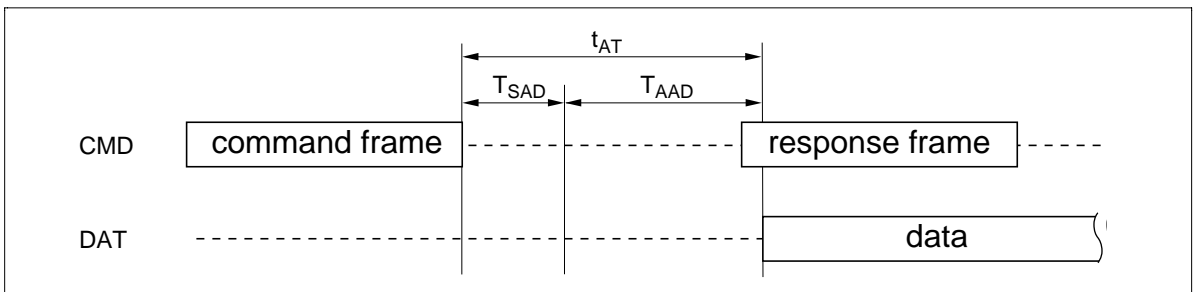 tAT
TSAD TAAD
CMD command frame response frame
DAT data